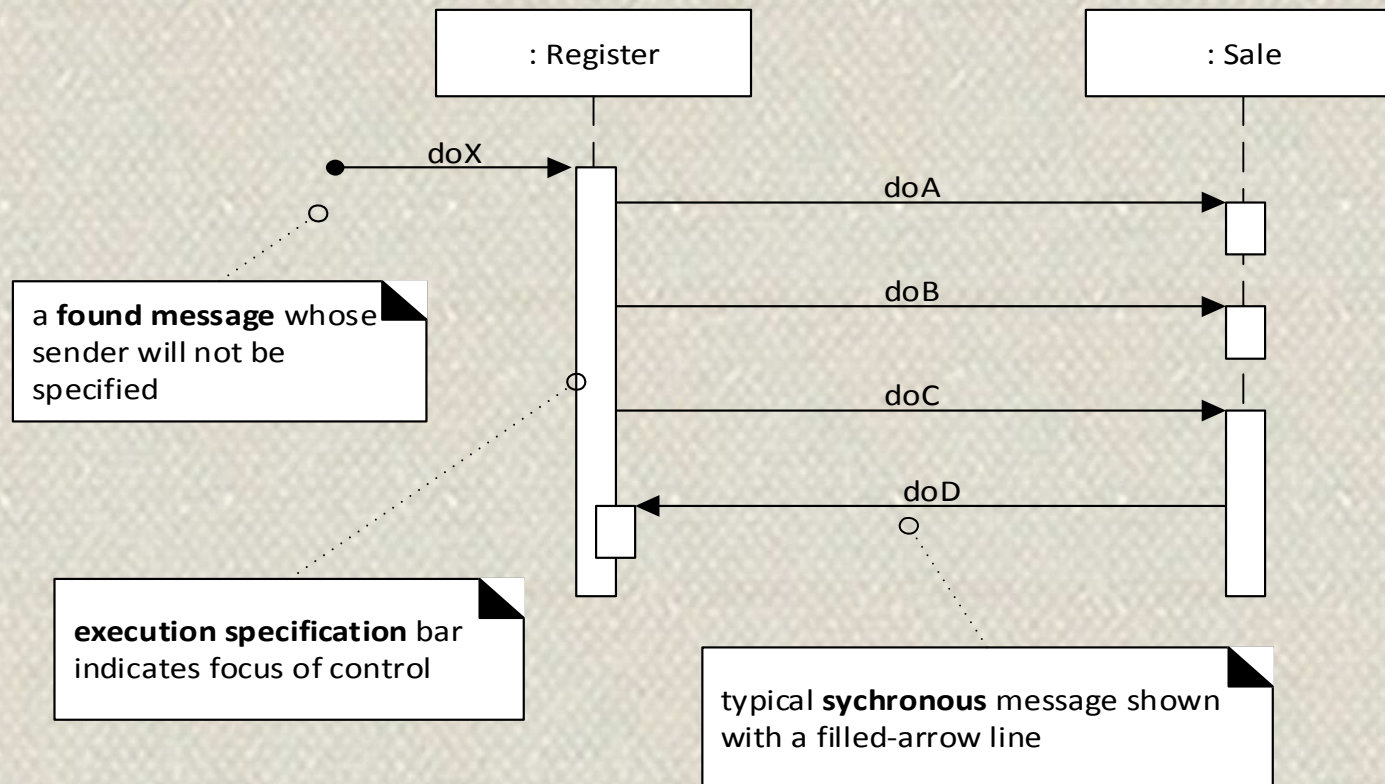 : Register
: Sale
doX
doA
doB
a found message whose
sender will not be
specified
doC
doD
execution specification bar
indicates focus of control
typical sychronous message shown
with a filled-arrow line